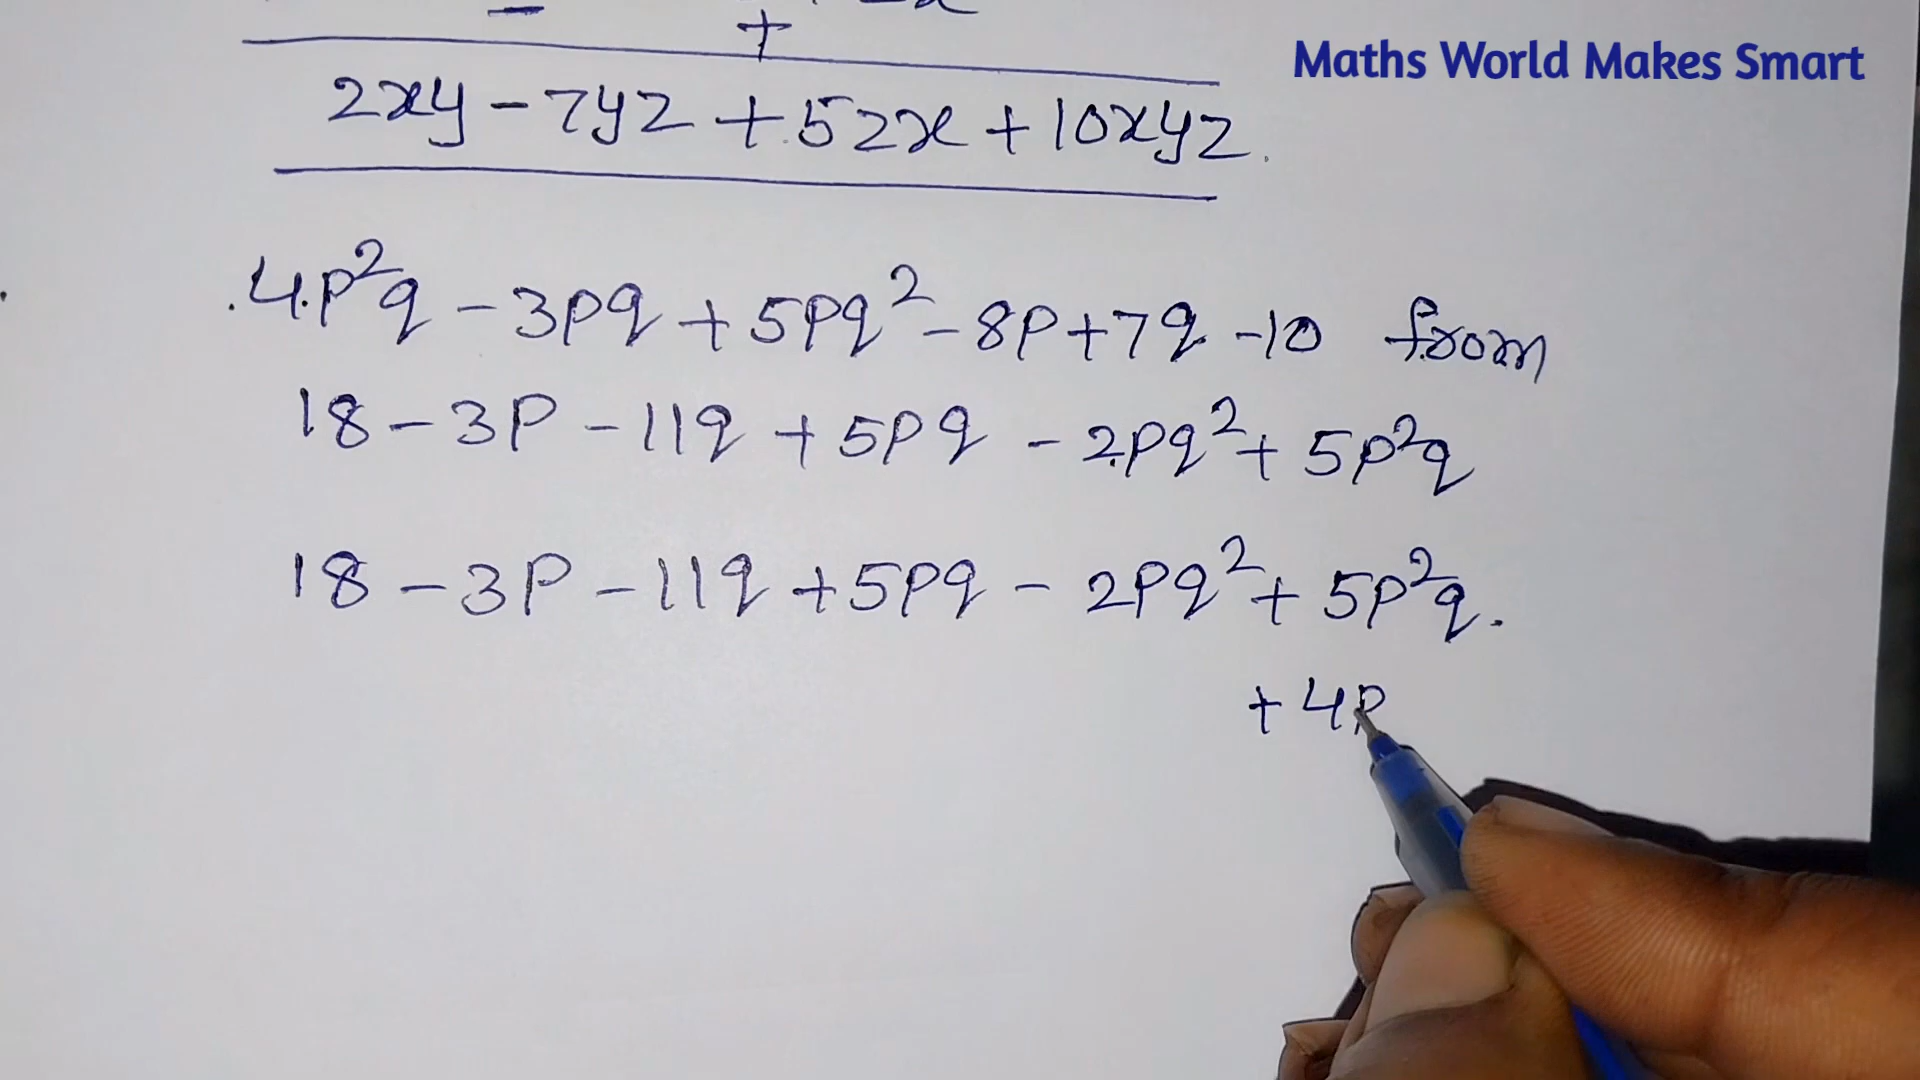 Maths World Makes Smart
+
2xy - 7yz + 5zx + 10xyz.
4p²q - 3pq + 5pq² - 8p + 7q - 10 from
18 - 3p - 11q + 5pq - 2pq² + 5p²q
18 - 3p - 11q + 5pq - 2pq² + 5p²q.
+ 4p